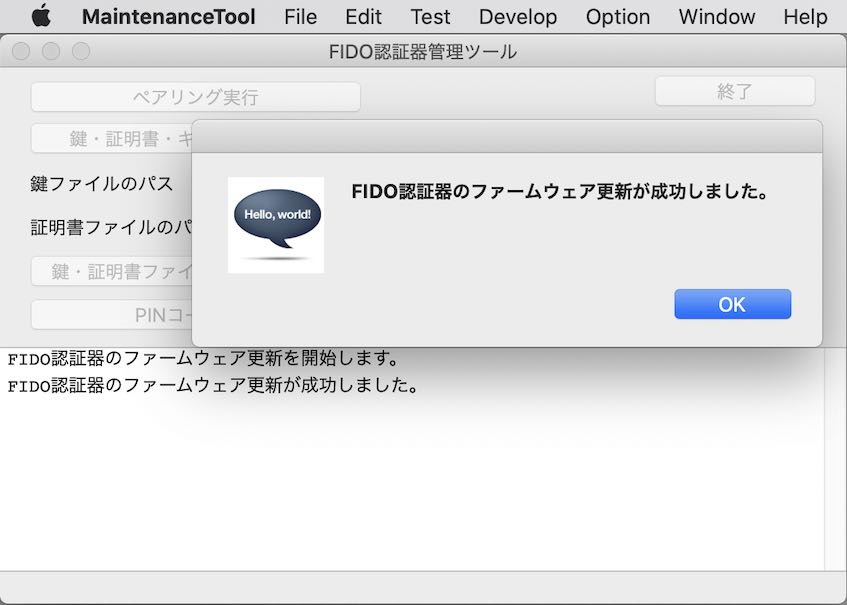 MaintenanceTool File Edit Test Develop Option Window Help
FIDO認証器管理ツール
ペアリング実行
終了
鍵・証明書・キ
鍵ファイルのパス
証明書ファイルのパ
鍵・証明書ファイ
PINコー
Hello, world!
FIDO認証器のファームウェア更新が成功しました。
OK
FIDO認証器のファームウェア更新を開始します。
FIDO認証器のファームウェア更新が成功しました。